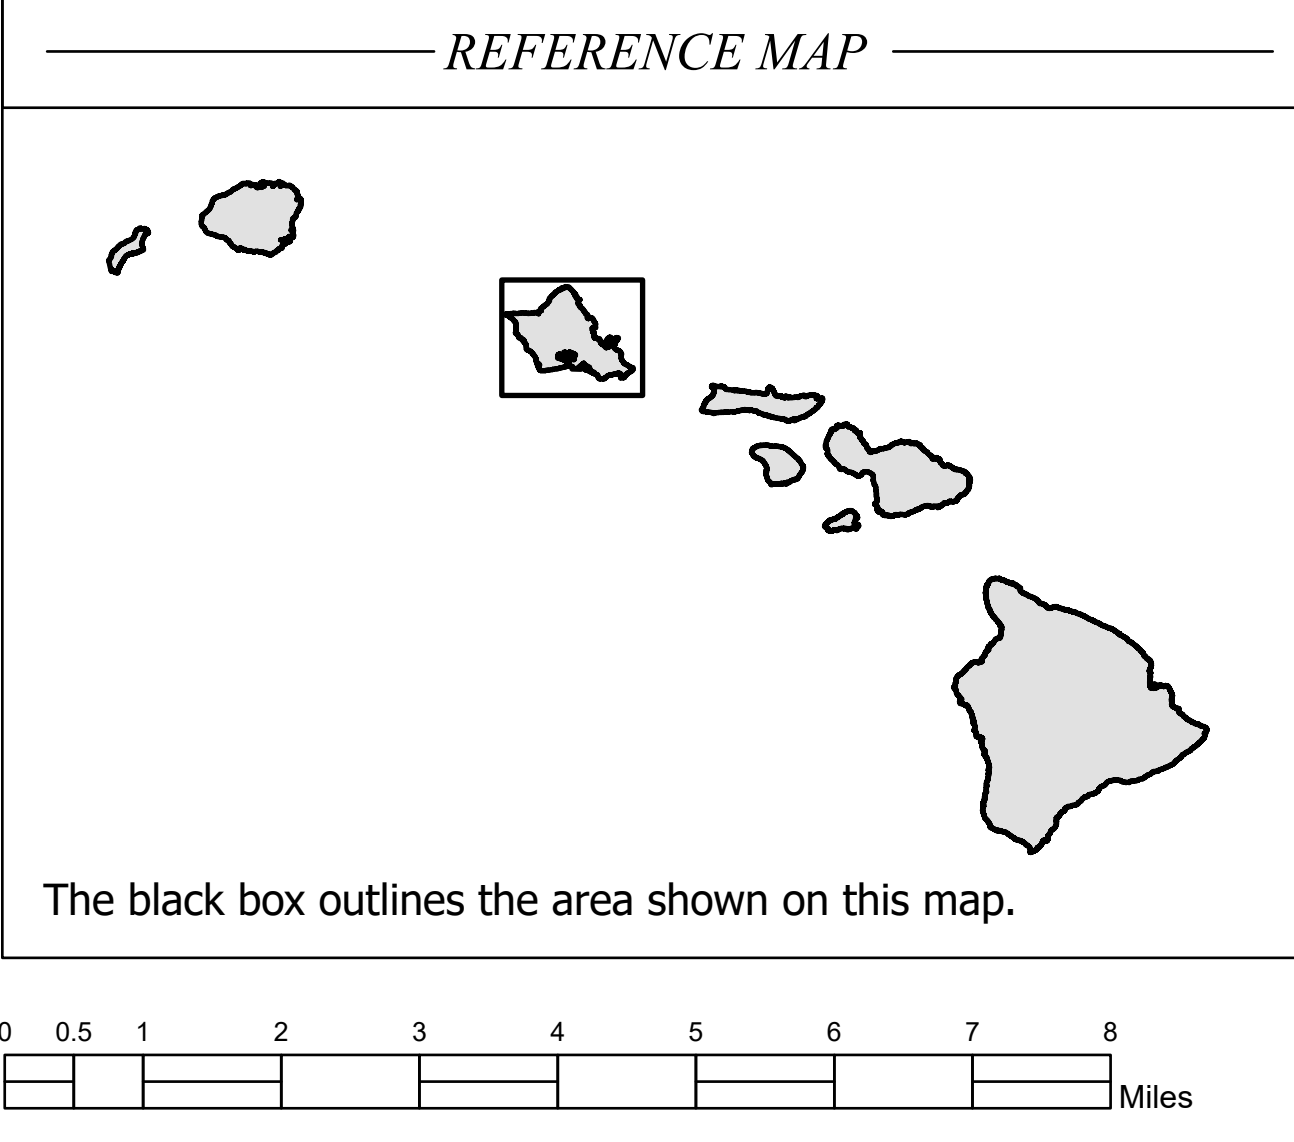 REFERENCE MAP
The black box outlines the area shown on this map.
0 0.5 1 2 3 4 5 6 7 8
Miles